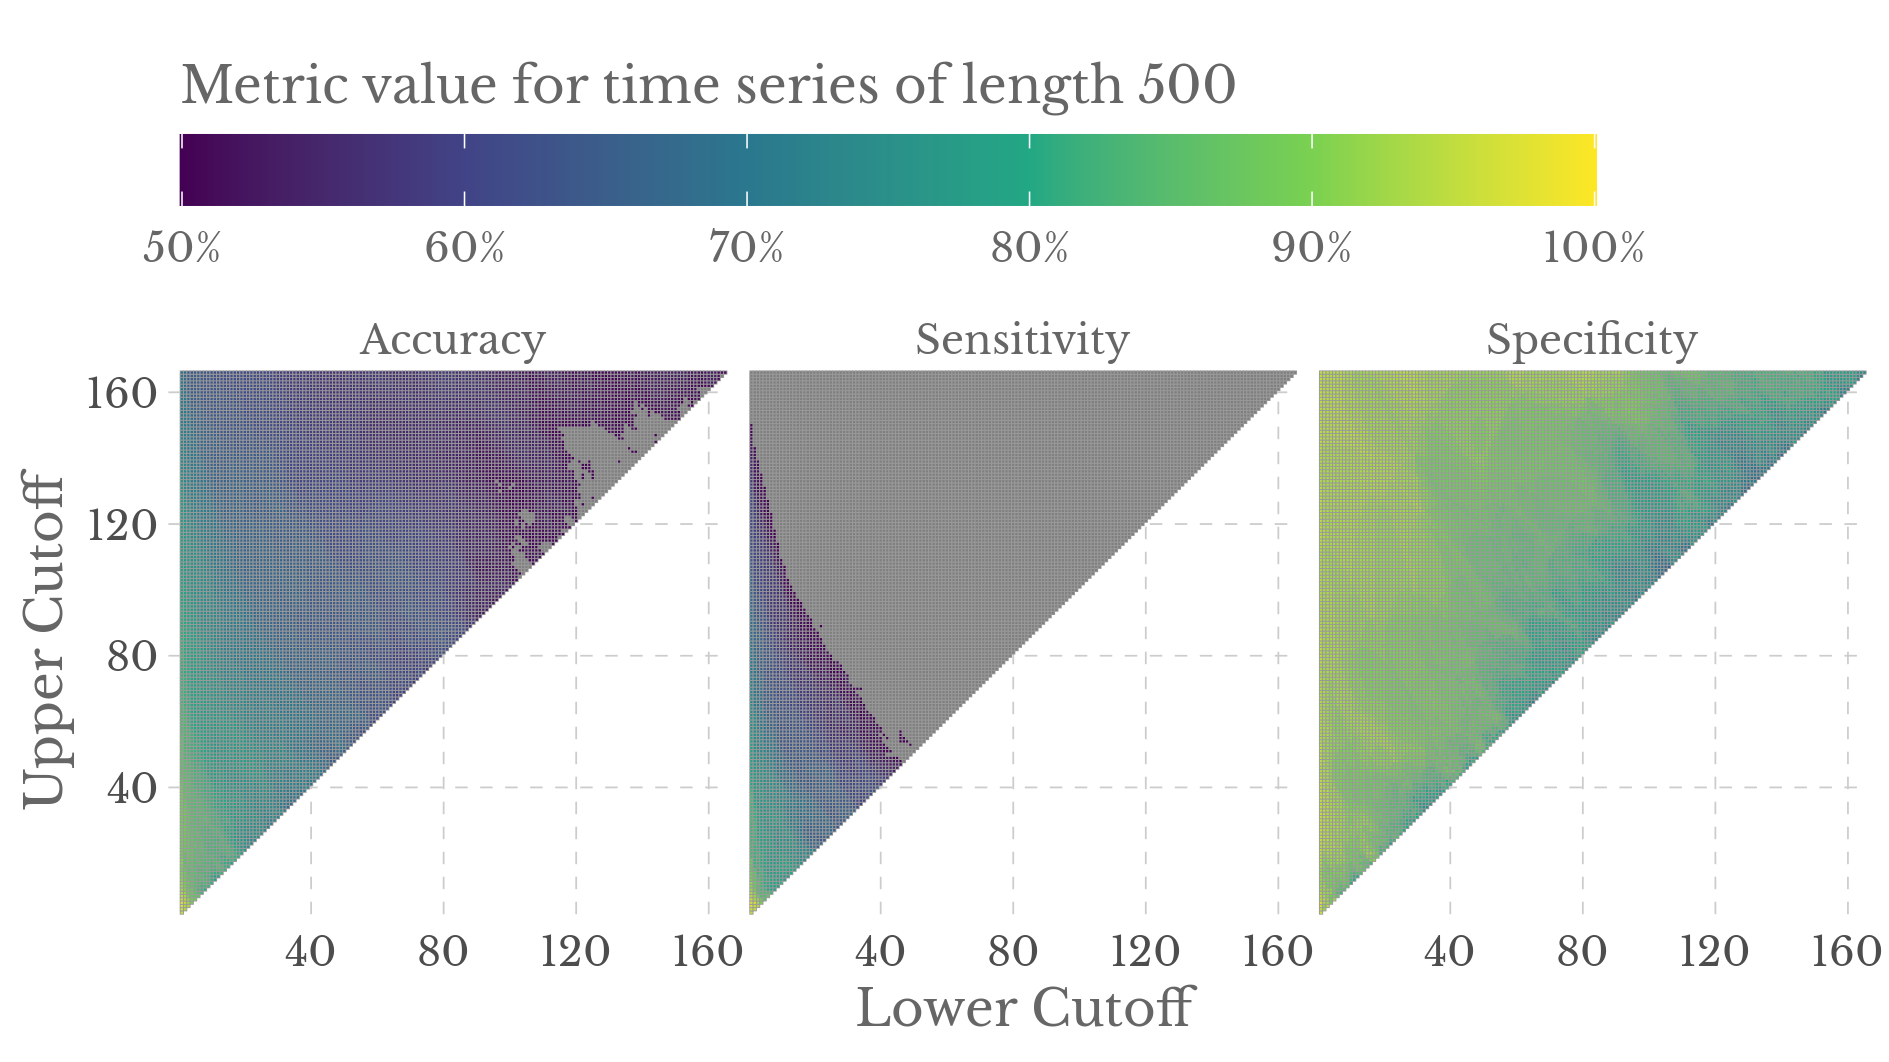 Metric value for time series of length 500
50% 60% 70% 80% 90% 100%
Accuracy Sensitivity Specificity
160
120
80
40
Upper Cutoff
40 80 120 160 40 80 120 160 40 80 120 160
Lower Cutoff